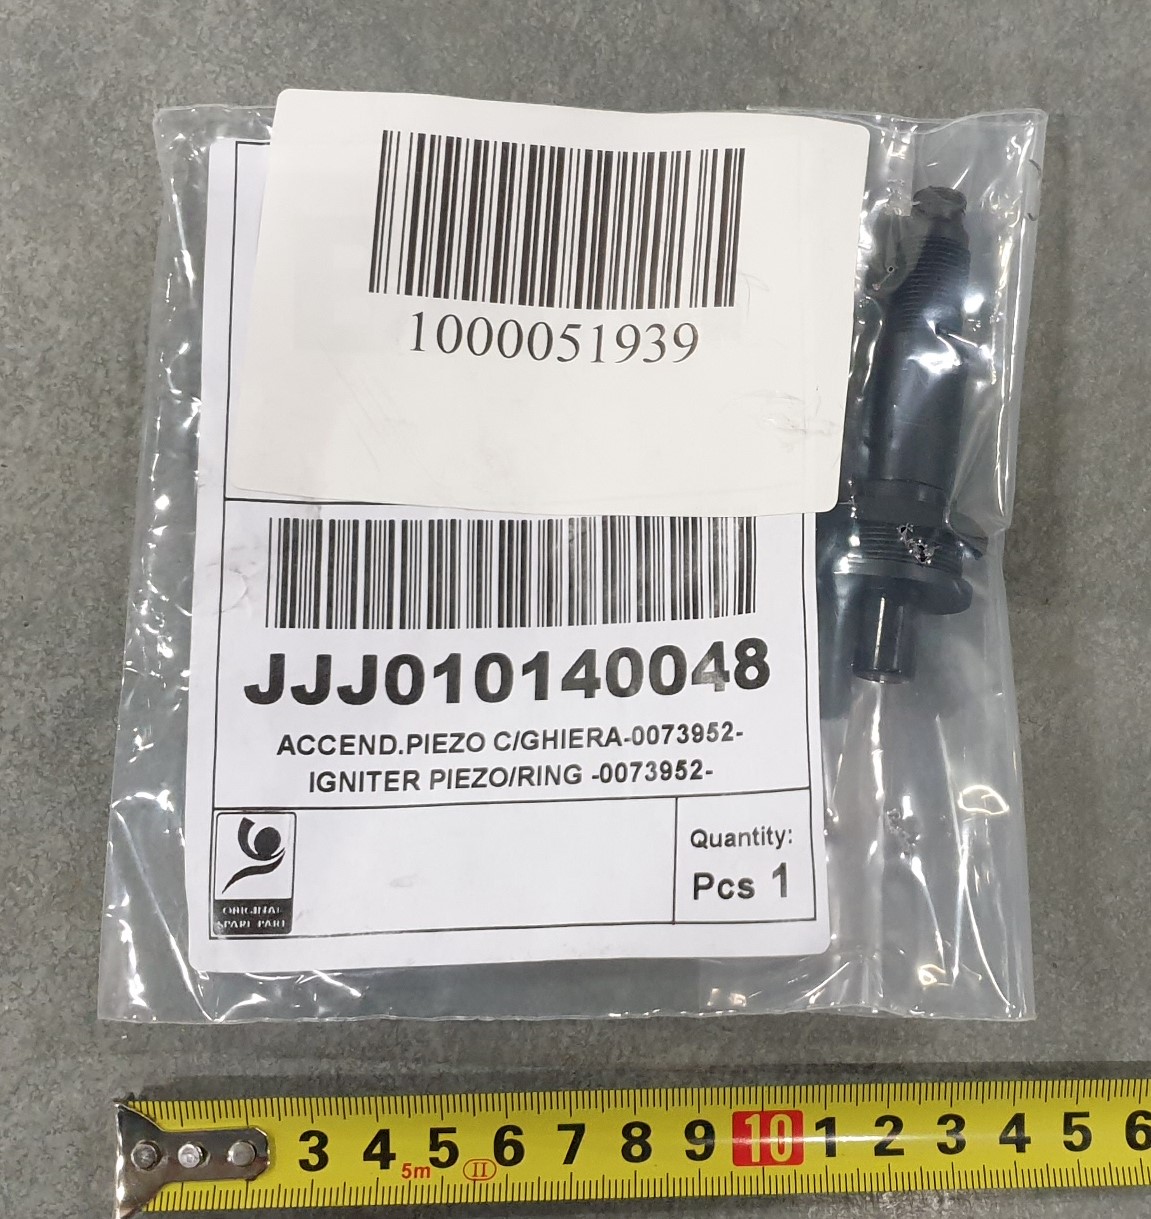 1000051939
JJJ010140048
ACCEND.PIEZO C/GHIERA-0073952-
IGNITER PIEZO/RING -0073952-
Quantity:
Pcs 1
ORIGINAL
SPARE PART
3 4 5 6 7 8 9 10 1 2 3 4 5 6
5m II